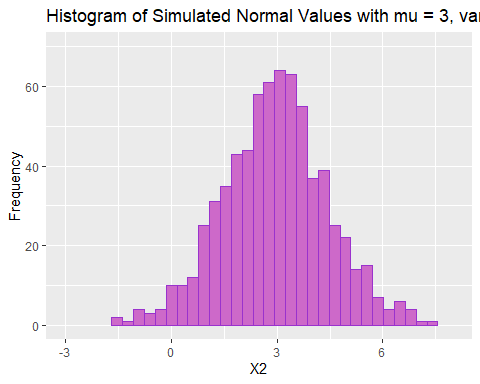 Histogram of Simulated Normal Values with mu = 3, var
Frequency
60
40
20
0
-3 0 3 6
X2